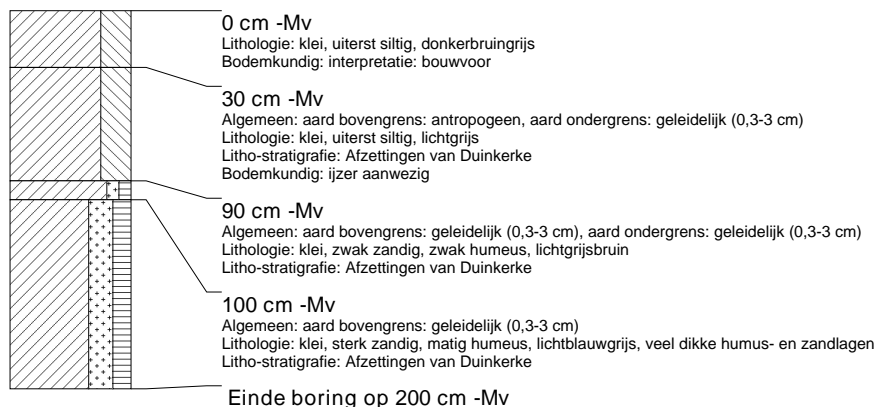 0 cm -Mv
Lithologie: klei, uiterst siltig, donkerbruingrijs
Bodemkundig: interpretatie: bouwvoor
30 cm -Mv
Algemeen: aard bovengrens: antropogeen, aard ondergrens: geleidelijk (0,3-3 cm)
Lithologie: klei, uiterst siltig, lichtgrijs
Litho-stratigrafie: Afzettingen van Duinkerke
Bodemkundig: ijzer aanwezig
90 cm -Mv
Algemeen: aard bovengrens: geleidelijk (0,3-3 cm), aard ondergrens: geleidelijk (0,3-3 cm)
Lithologie: klei, zwak zandig, zwak humeus, lichtgrijsbruin
Litho-stratigrafie: Afzettingen van Duinkerke
100 cm -Mv
Algemeen: aard bovengrens: geleidelijk (0,3-3 cm)
Lithologie: klei, sterk zandig, matig humeus, lichtblauwgrijs, veel dikke humus- en zandlagen
Litho-stratigrafie: Afzettingen van Duinkerke
Einde boring op 200 cm -Mv